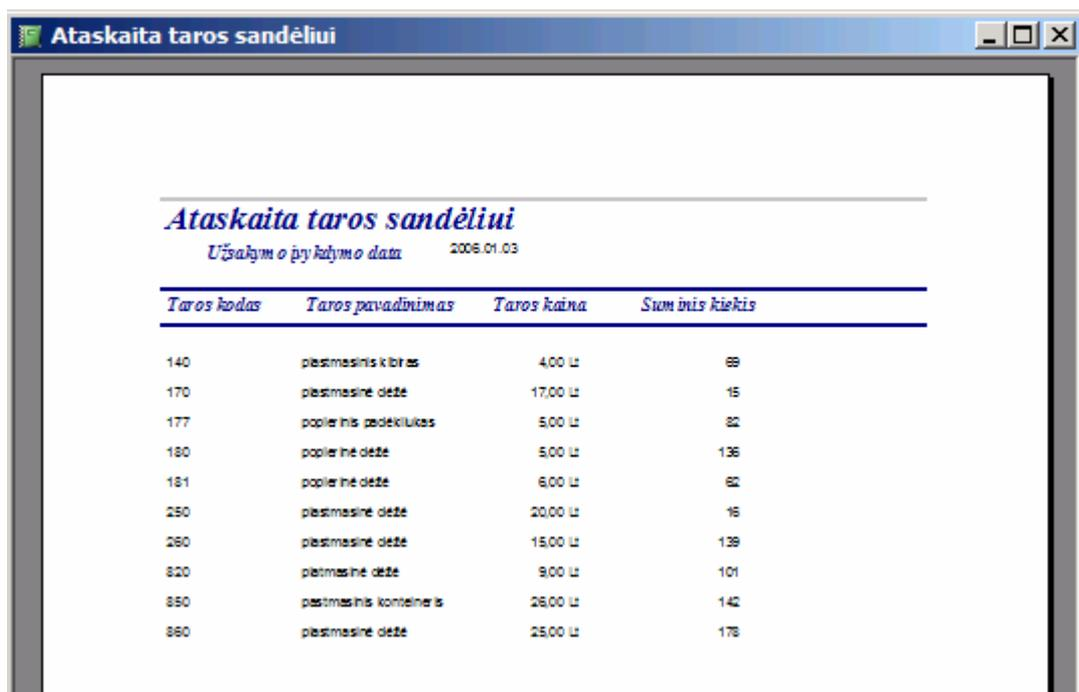 Ataskaita taros sandėliui
Ataskaita taros sandėliui
Užsakymo įvykdymo data 2006.01.03
Taros kodas Taros pavadinimas Taros kaina Suminis kiekis
140 plastmasinis kibiras 4,00 Lt 69
170 plastmasinė dėžė 17,00 Lt 15
177 popierinis padėkliukas 5,00 Lt 82
180 popierinė dėžė 5,00 Lt 136
181 popierinė dėžė 6,00 Lt 62
250 plastmasinė dėžė 20,00 Lt 16
260 plastmasinė dėžė 15,00 Lt 139
820 platmasinė dėžė 9,00 Lt 101
850 pastmasinis konteineris 26,00 Lt 142
860 plastmasinė dėžė 25,00 Lt 178